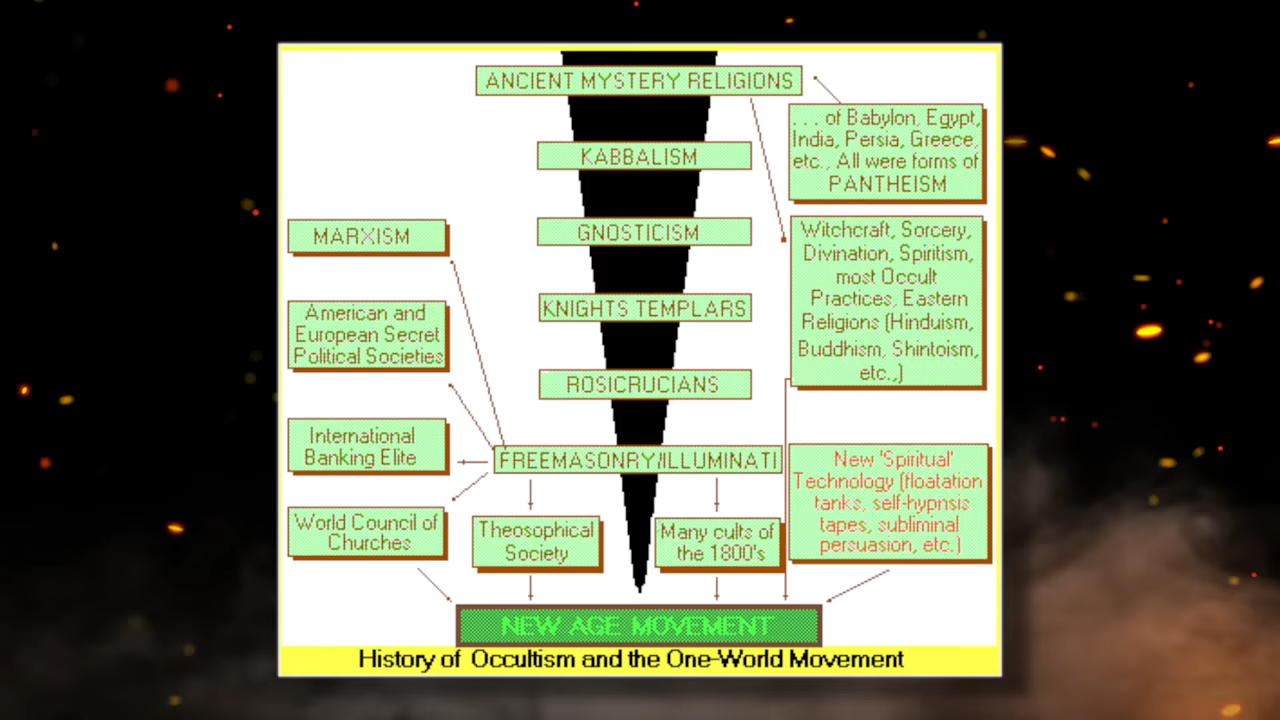 ANCIENT MYSTERY RELIGIONS
. . . of Babylon, Egypt,
India, Persia, Greece,
etc., All were forms of
PANTHEISM
KABBALISM
GNOSTICISM
KNIGHTS TEMPLARS
ROSICRUCIANS
FREEMASONRY/ILLUMINATI
Witchcraft, Sorcery,
Divination, Spiritism,
most Occult
Practices, Eastern
Religions (Hinduism,
Buddhism, Shintoism,
etc.,)
MARXISM
American and
European Secret
Political Societies
International
Banking Elite
World Council of
Churches
Theosophical
Society
Many cults of
the 1800's
New 'Spiritual'
Technology (floatation
tanks, self-hypnsis
tapes, subliminal
persuasion, etc.)
NEW AGE MOVEMENT
History of Occultism and the One-World Movement